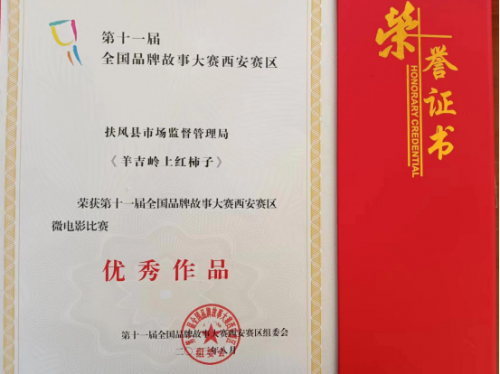 第十一届
全国品牌故事大赛西安赛区
扶风县市场监督管理局
《羊吉岭上红柿子》
荣获第十一届全国品牌故事大赛西安赛区
微电影比赛
优秀作品
第十一届全国品牌故事大赛西安赛区组委会
荣誉证书
HONORARY CREDENTIAL